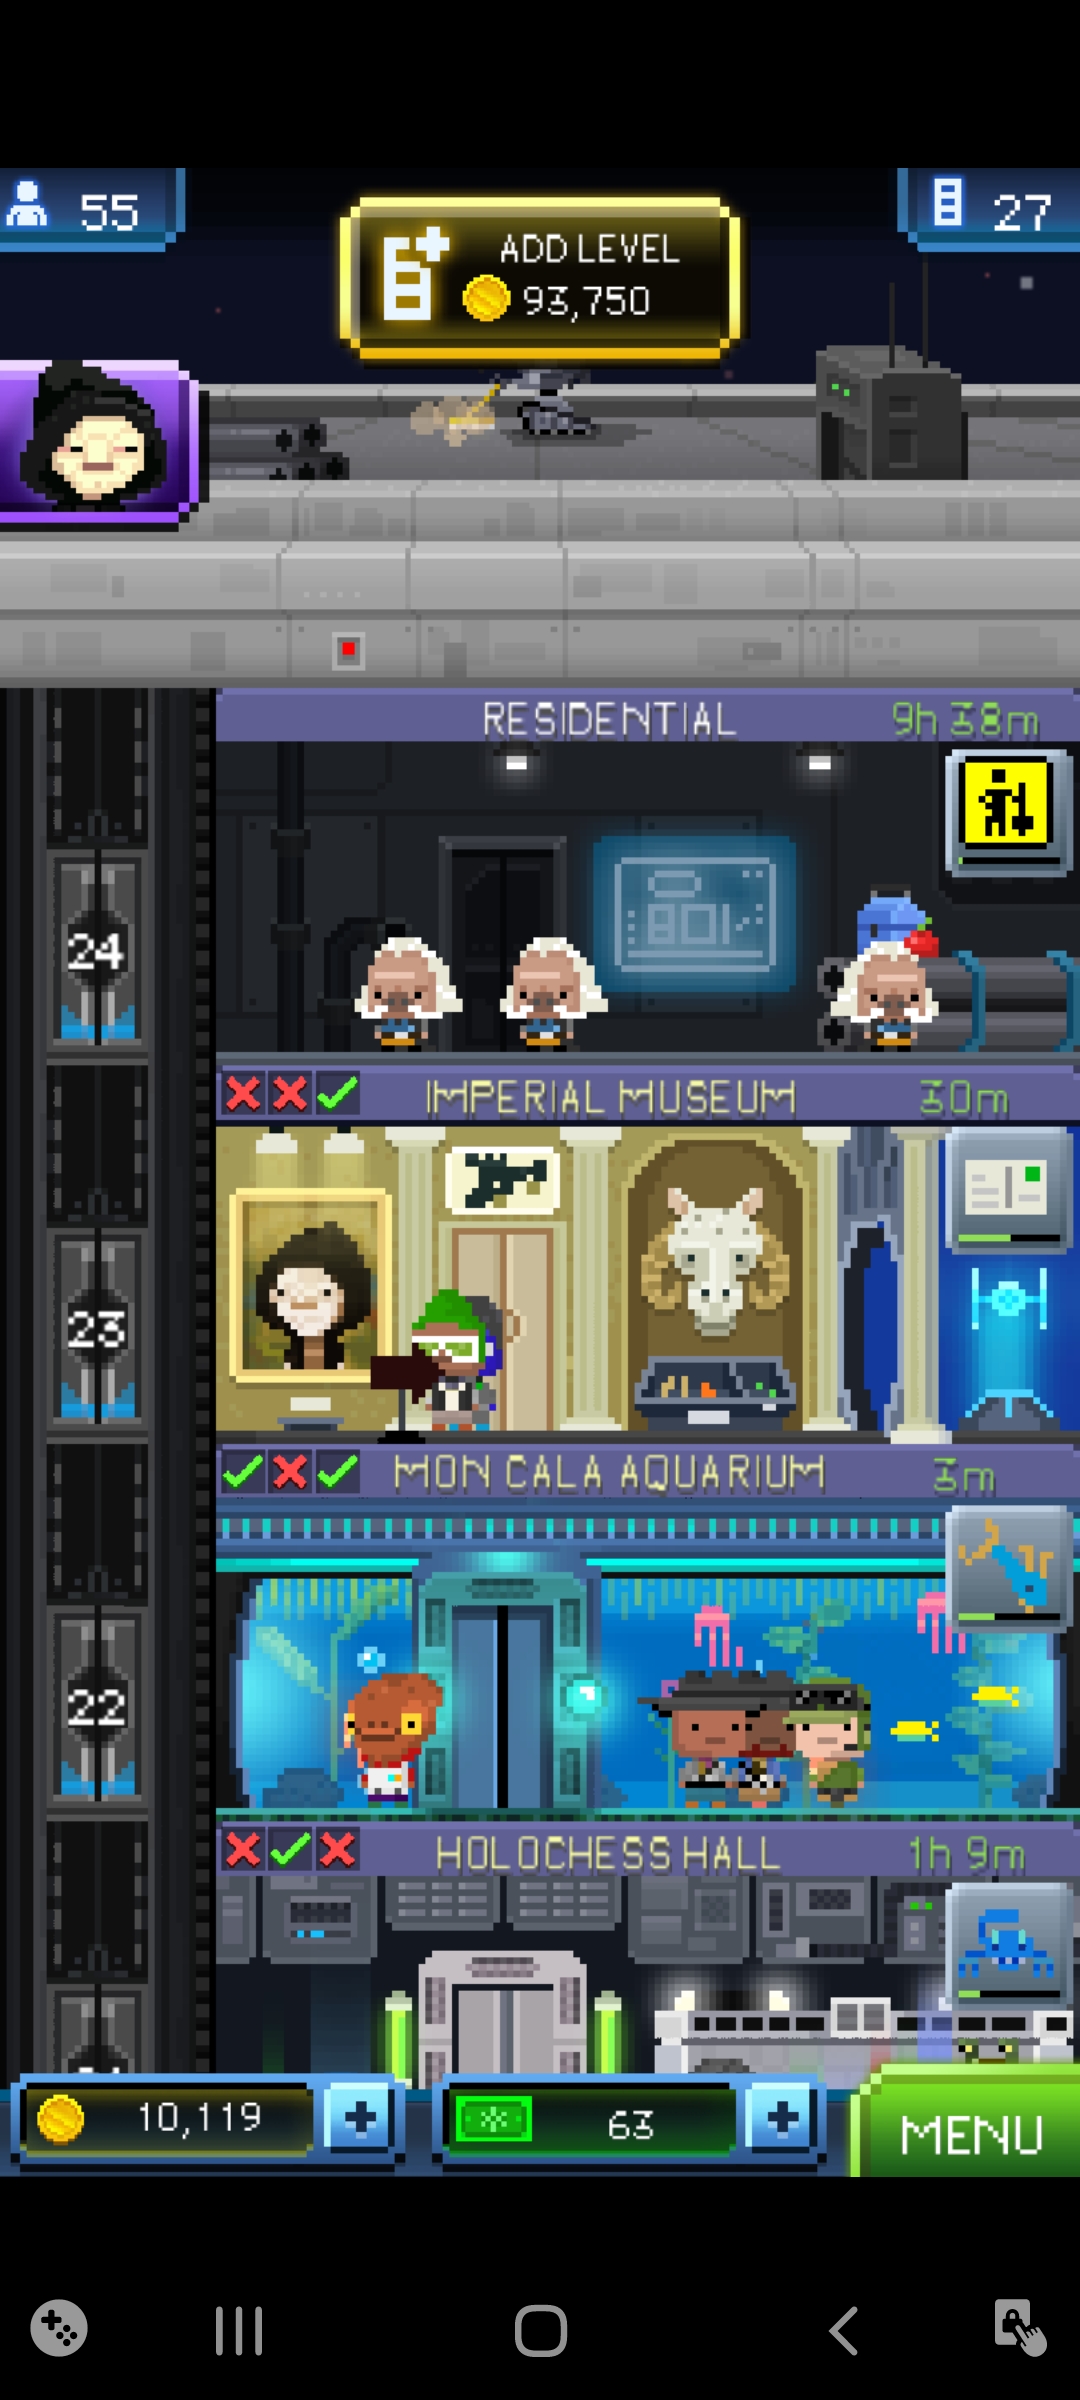 55
ADD LEVEL
93,750
27
RESIDENTIAL 9h 38m
24
IMPERIAL MUSEUM 30m
23
MON CALA AQUARIUM 3m
22
HOLOCHESS HALL 1h 9m
10,119
63
MENU